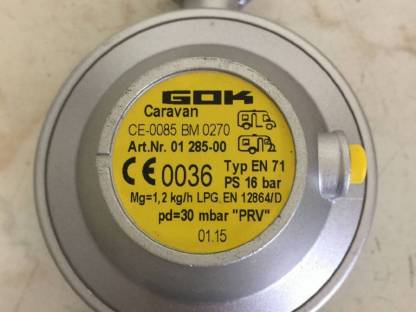 GOK
Caravan
CE-0085 BM 0270
Art.Nr. 01 285-00
CE 0036 Typ EN 71
PS 16 bar
Mg=1,2 kg/h LPG EN 12864/D
pd=30 mbar "PRV"
01.15